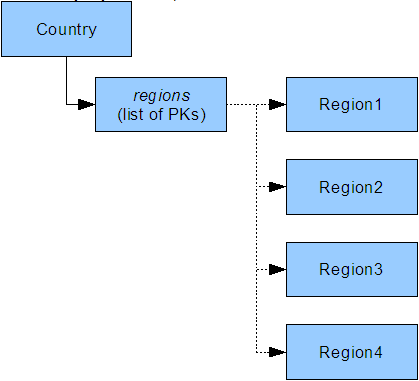 Country
regions
(list of PKs)
Region1
Region2
Region3
Region4